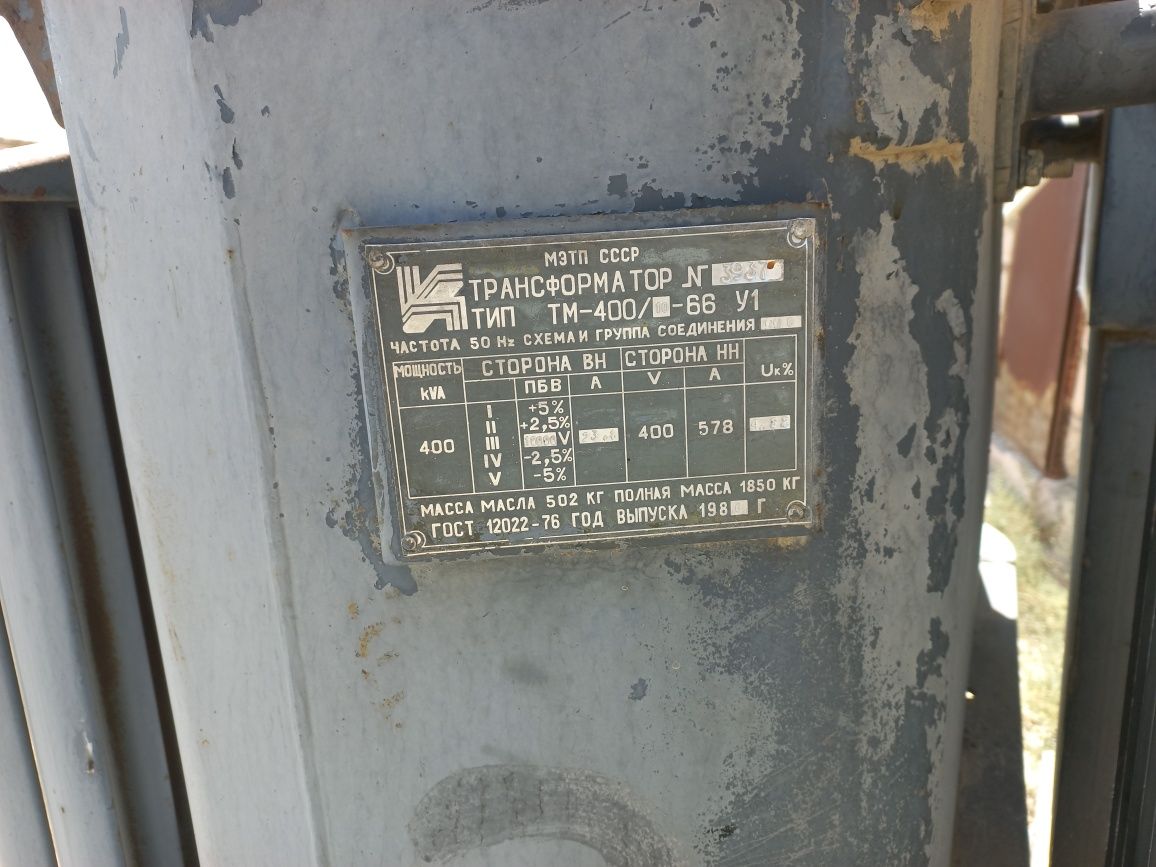 МЭТП СССР
ТРАНСФОРМАТОР №
ТИП ТМ-400/ -66 У1
ЧАСТОТА 50 Hz СХЕМА И ГРУППА СОЕДИНЕНИЯ
МОЩНОСТЬ kVA СТОРОНА ВН СТОРОНА НН Uк%
ПБВ A V A
I +5%
II +2,5%
400 III V 400 578
IV -2,5%
V -5%
МАССА МАСЛА 502 КГ ПОЛНАЯ МАССА 1850 КГ
ГОСТ 12022-76 ГОД ВЫПУСКА 198 Г